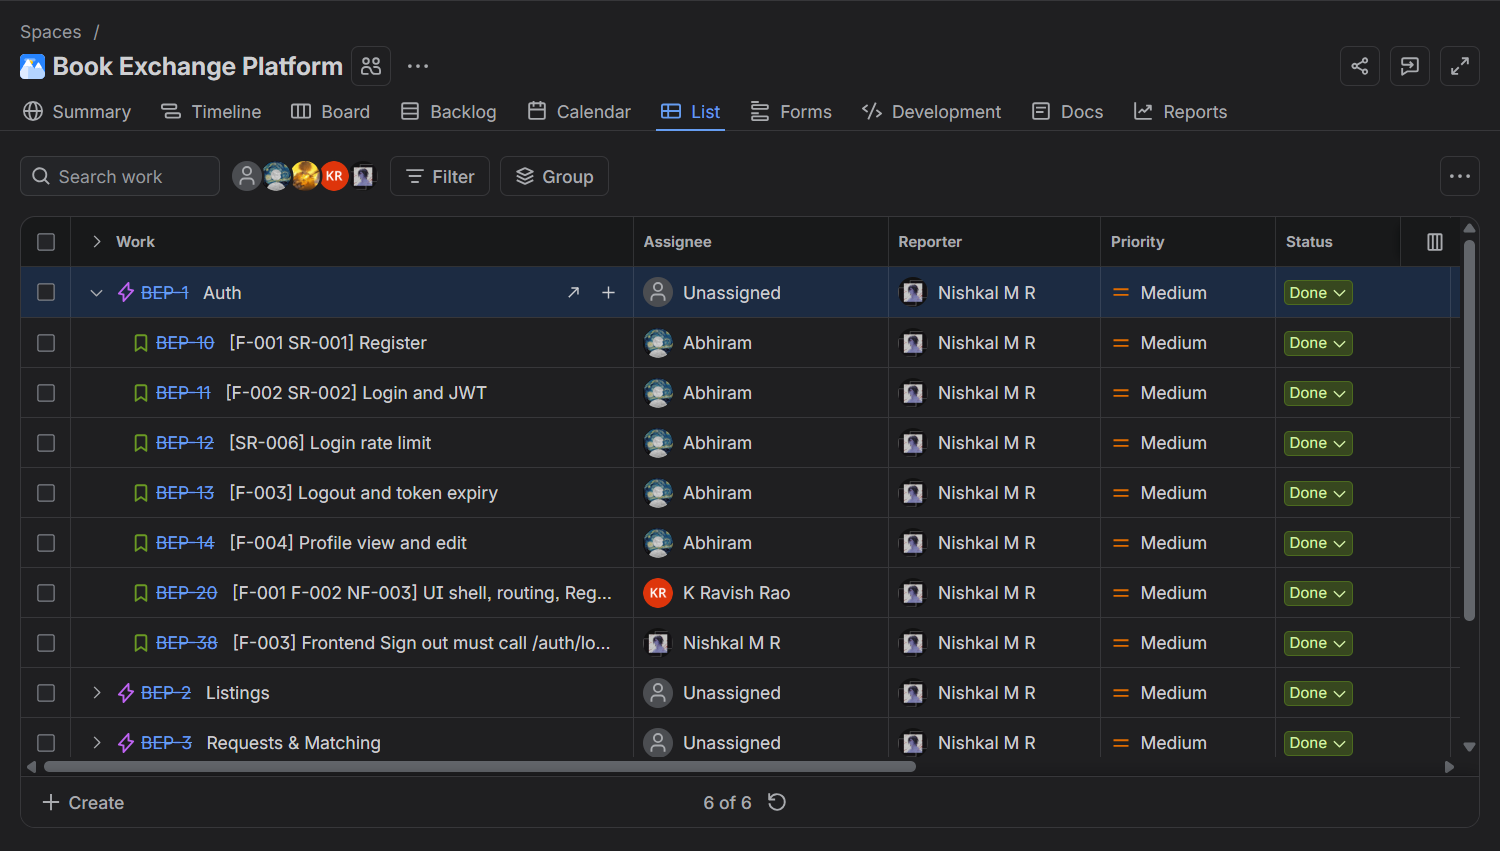 Spaces /
Book Exchange Platform
Summary Timeline Board Backlog Calendar List Forms Development Docs Reports
Search work KR Filter Group
Work Assignee Reporter Priority Status
BEP-1 Auth Unassigned Nishkal M R Medium Done
BEP-10 [F-001 SR-001] Register Abhiram Nishkal M R Medium Done
BEP-11 [F-002 SR-002] Login and JWT Abhiram Nishkal M R Medium Done
BEP-12 [SR-006] Login rate limit Abhiram Nishkal M R Medium Done
BEP-13 [F-003] Logout and token expiry Abhiram Nishkal M R Medium Done
BEP-14 [F-004] Profile view and edit Abhiram Nishkal M R Medium Done
BEP-20 [F-001 F-002 NF-003] UI shell, routing, Reg... KR K Ravish Rao Nishkal M R Medium Done
BEP-38 [F-003] Frontend Sign out must call /auth/lo... Nishkal M R Nishkal M R Medium Done
BEP-2 Listings Unassigned Nishkal M R Medium Done
BEP-3 Requests & Matching Unassigned Nishkal M R Medium Done
+ Create 6 of 6